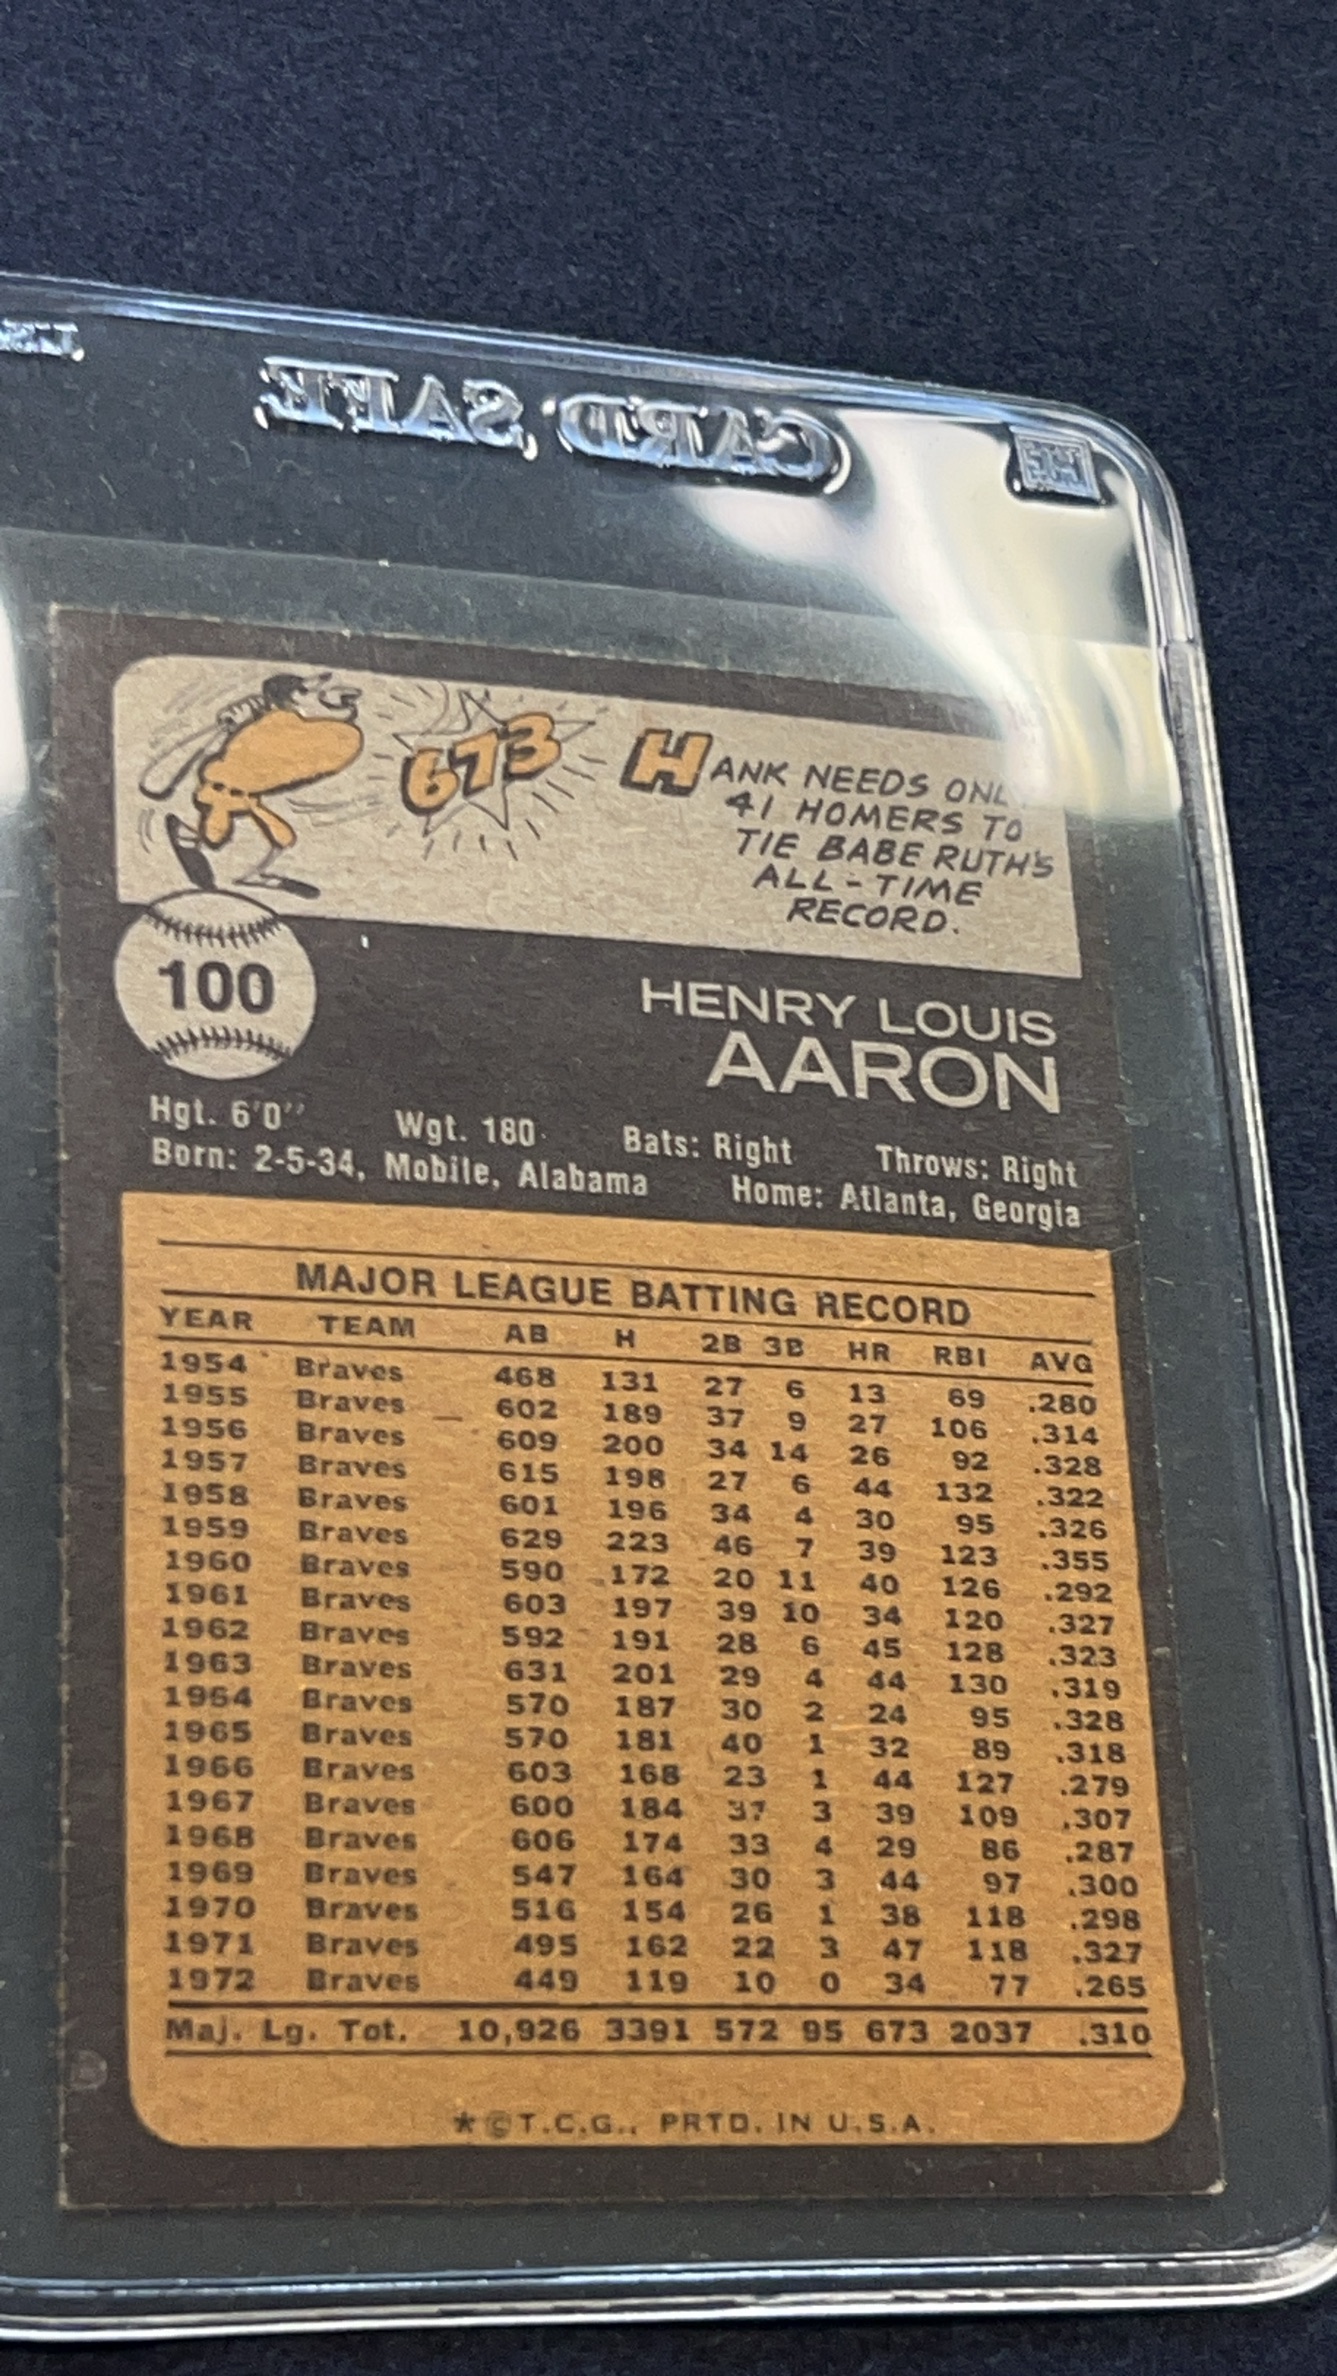 CARD SAFE
673
HANK NEEDS
41 HOMERS TO
TIE BABE RUTH'S
ALL-TIME
RECORD.
100
HENRY LOUIS
AARON
Hgt. 6'0" Wgt. 180 Bats: Right Throws: Right
Born: 2-5-34, Mobile, Alabama Home: Atlanta, Georgia
MAJOR LEAGUE BATTING RECORD
YEAR TEAM AB H 2B 3B HR RBI AVG
1954 Braves 468 131 27 6 13 69 .280
1955 Braves 602 189 37 9 27 106 .314
1956 Braves 609 200 34 14 26 92 .328
1957 Braves 615 198 27 6 44 132 .322
1958 Braves 601 196 34 4 30 95 .326
1959 Braves 629 223 46 7 39 123 .355
1960 Braves 590 172 20 11 40 126 .292
1961 Braves 603 197 39 10 34 120 .327
1962 Braves 592 191 28 6 45 128 .323
1963 Braves 631 201 29 4 44 130 .319
1964 Braves 570 187 30 2 24 95 .328
1965 Braves 570 181 40 1 32 89 .318
1966 Braves 603 168 23 1 44 127 .279
1967 Braves 600 184 37 3 39 109 .307
1968 Braves 606 174 33 4 29 86 .287
1969 Braves 547 164 30 3 44 97 .300
1970 Braves 516 154 26 1 38 118 .298
1971 Braves 495 162 22 3 47 118 .327
1972 Braves 449 119 10 0 34 77 .265
Maj. Lg. Tot. 10,926 3391 572 95 673 2037 .310
*©T.C.G., PRTD. IN U.S.A.